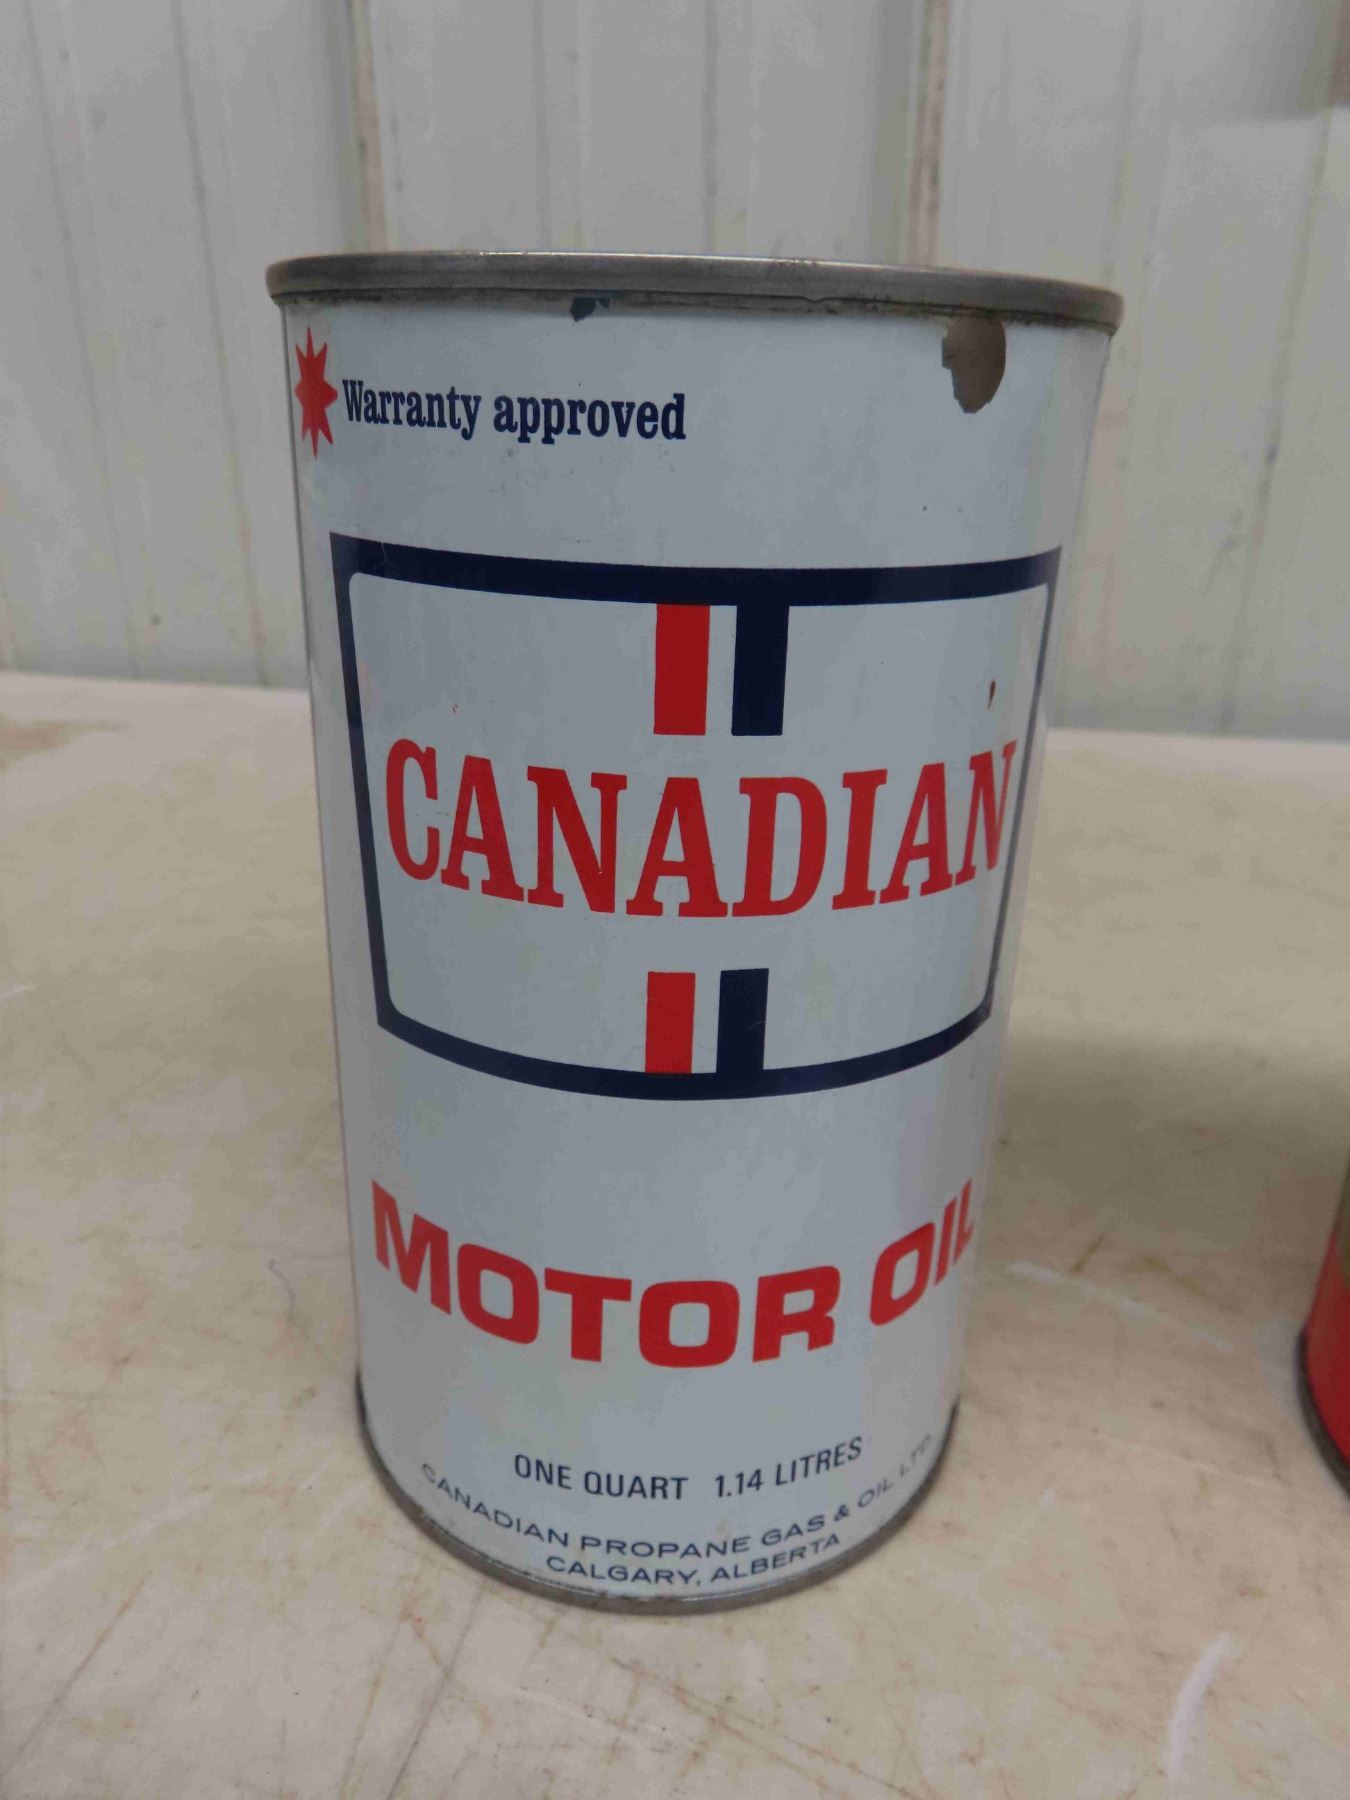 Warranty approved
CANADIAN
MOTOR OIL
ONE QUART 1.14 LITRES
CANADIAN PROPANE GAS & OIL LTD.
CALGARY, ALBERTA